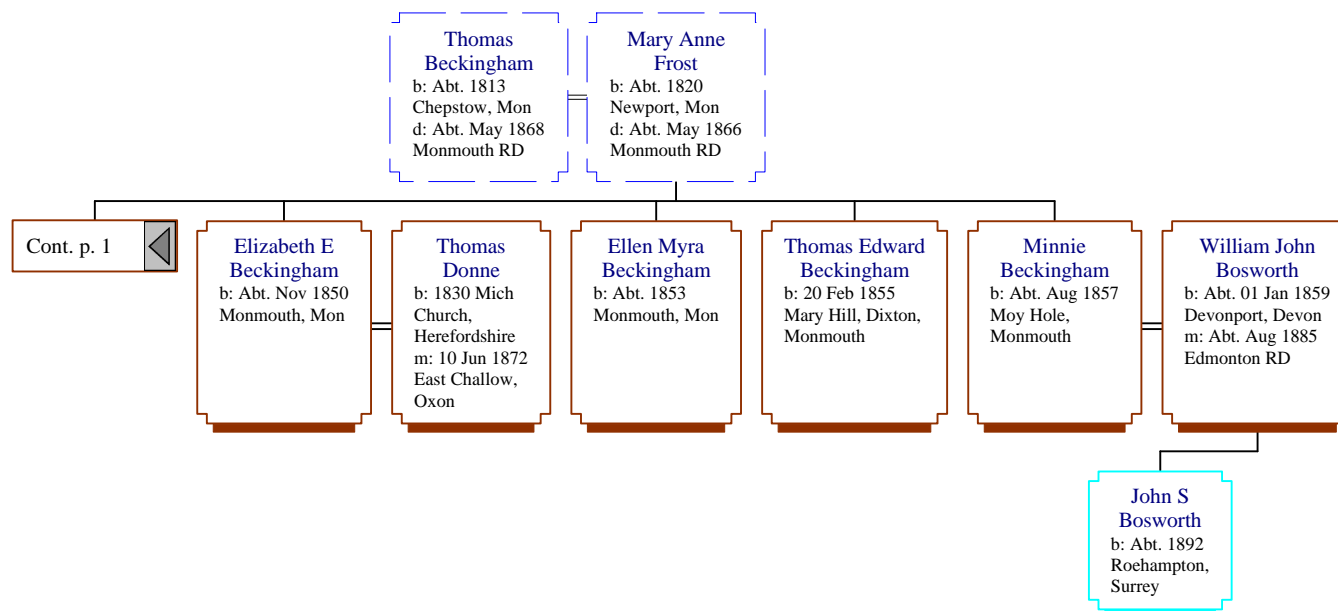 Thomas
Beckingham
b: Abt. 1813
Chepstow, Mon
d: Abt. May 1868
Monmouth RD
Mary Anne
Frost
b: Abt. 1820
Newport, Mon
d: Abt. May 1866
Monmouth RD
Cont. p. 1
Elizabeth E
Beckingham
b: Abt. Nov 1850
Monmouth, Mon
Thomas
Donne
b: 1830 Mich
Church,
Herefordshire
m: 10 Jun 1872
East Challow,
Oxon
Ellen Myra
Beckingham
b: Abt. 1853
Monmouth, Mon
Thomas Edward
Beckingham
b: 20 Feb 1855
Mary Hill, Dixton,
Monmouth
Minnie
Beckingham
b: Abt. Aug 1857
Moy Hole,
Monmouth
William John
Bosworth
b: Abt. 01 Jan 1859
Devonport, Devon
m: Abt. Aug 1885
Edmonton RD
John S
Bosworth
b: Abt. 1892
Roehampton,
Surrey